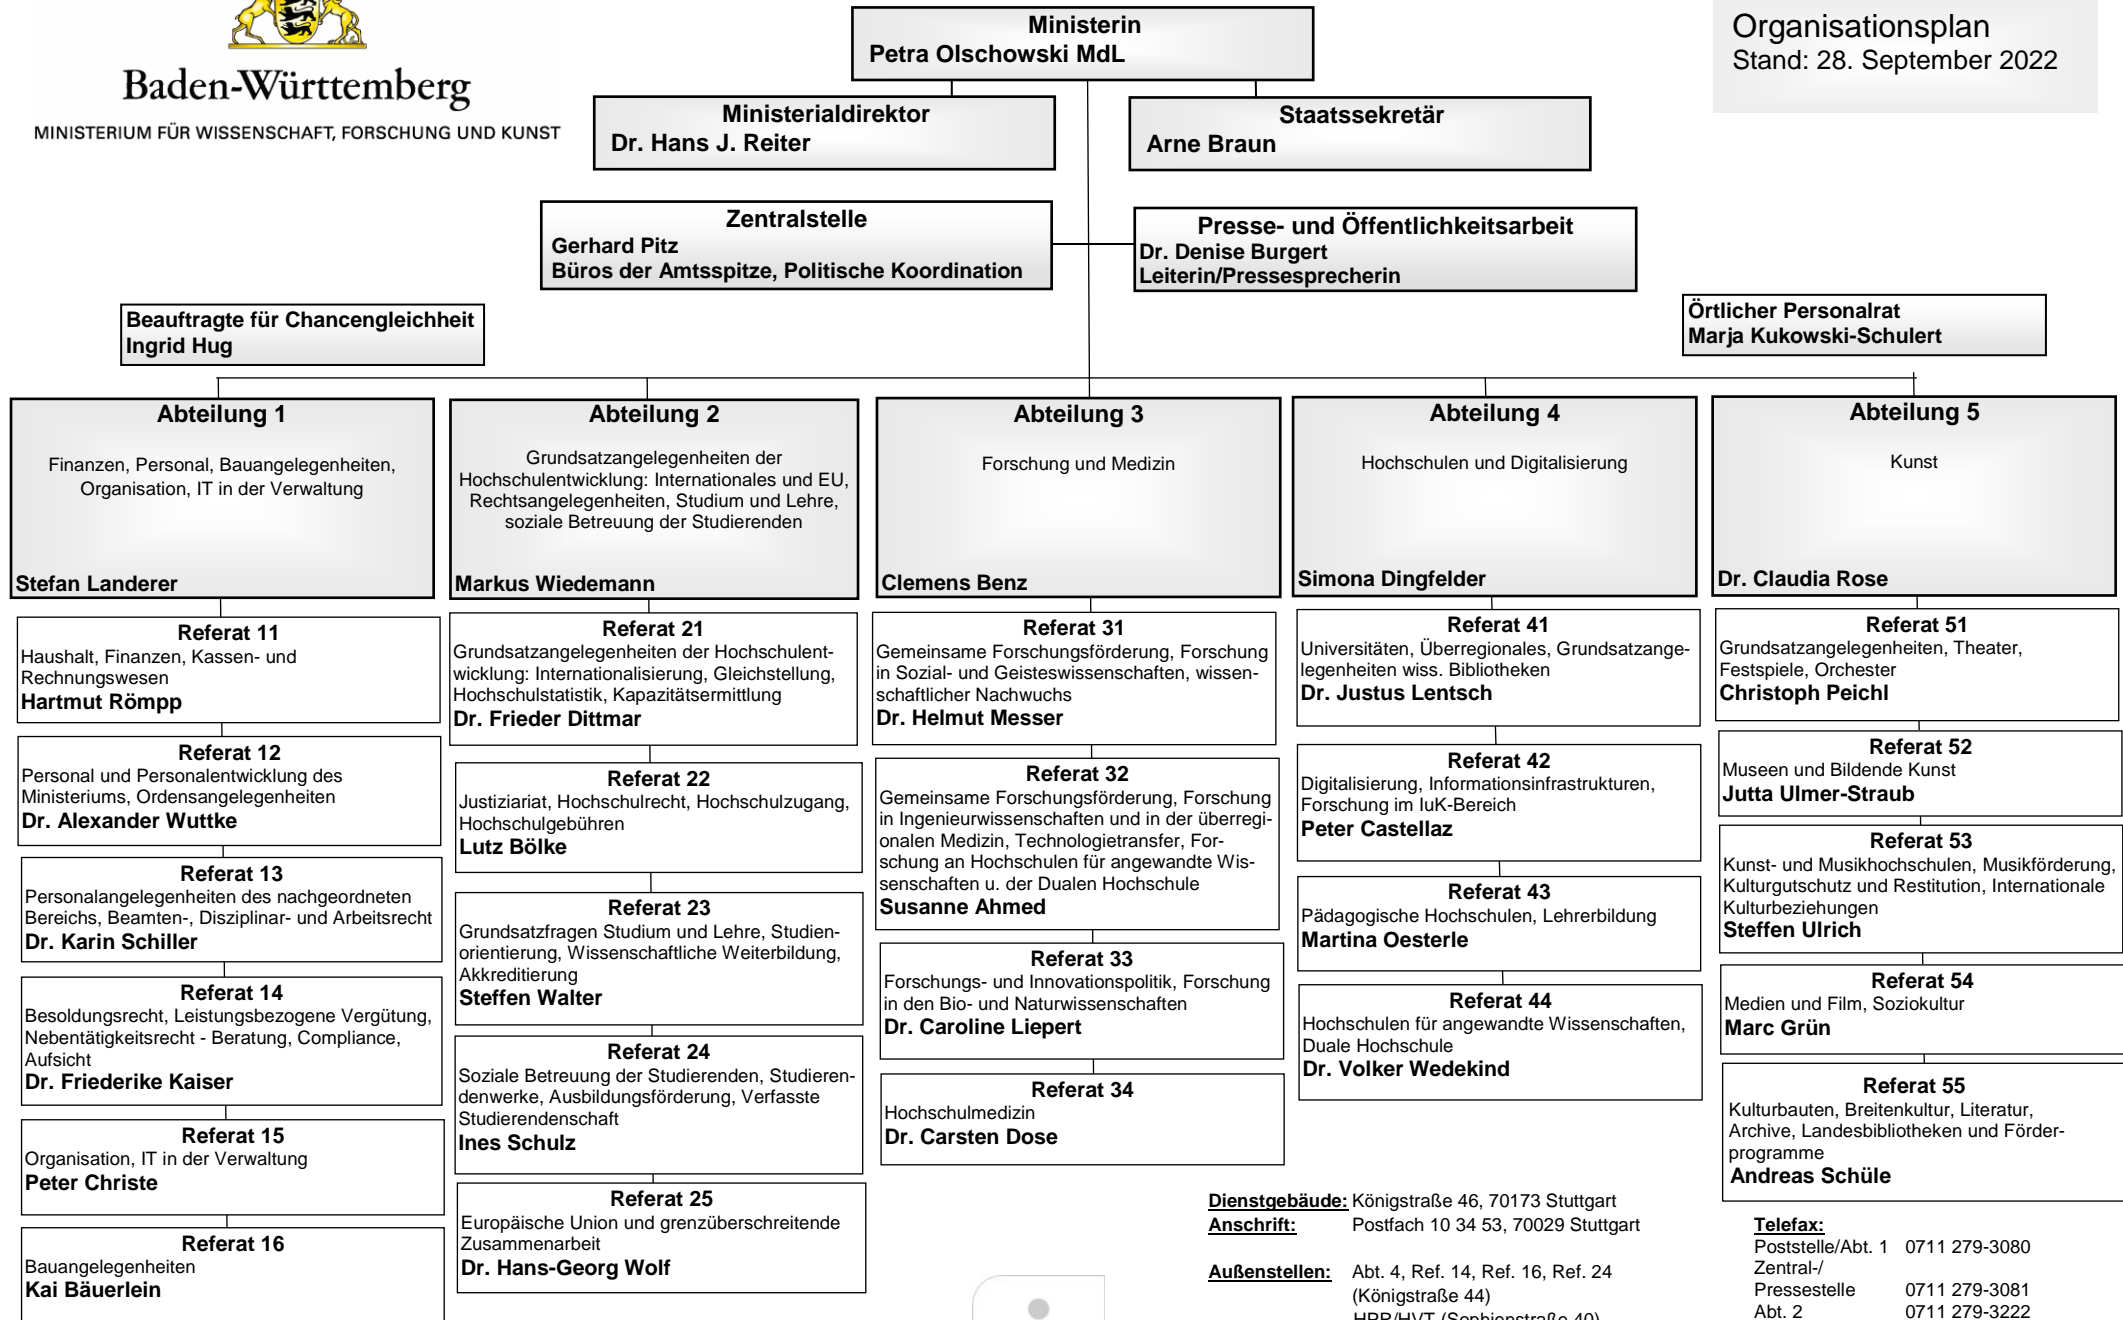 Baden-Württemberg
MINISTERIUM FÜR WISSENSCHAFT, FORSCHUNG UND KUNST
Ministerin
Petra Olschowski MdL
Organisationsplan
Stand: 28. September 2022
Ministerialdirektor
Dr. Hans J. Reiter
Staatssekretär
Arne Braun
Zentralstelle
Gerhard Pitz
Büros der Amtsspitze, Politische Koordination
Presse- und Öffentlichkeitsarbeit
Dr. Denise Burgert
Leiterin/Pressesprecherin
Beauftragte für Chancengleichheit
Ingrid Hug
Örtlicher Personalrat
Marja Kukowski-Schulert
Abteilung 1
Finanzen, Personal, Bauangelegenheiten,
Organisation, IT in der Verwaltung
Stefan Landerer
Referat 11
Haushalt, Finanzen, Kassen- und
Rechnungswesen
Hartmut Römpp
Referat 12
Personal und Personalentwicklung des
Ministeriums, Ordensangelegenheiten
Dr. Alexander Wuttke
Referat 13
Personalangelegenheiten des nachgeordneten
Bereichs, Beamten-, Disziplinar- und Arbeitsrecht
Dr. Karin Schiller
Referat 14
Besoldungsrecht, Leistungsbezogene Vergütung,
Nebentätigkeitsrecht - Beratung, Compliance,
Aufsicht
Dr. Friederike Kaiser
Referat 15
Organisation, IT in der Verwaltung
Peter Christe
Referat 16
Bauangelegenheiten
Kai Bäuerlein
Abteilung 2
Grundsatzangelegenheiten der
Hochschulentwicklung: Internationales und EU,
Rechtsangelegenheiten, Studium und Lehre,
soziale Betreuung der Studierenden
Markus Wiedemann
Referat 21
Grundsatzangelegenheiten der Hochschulent-
wicklung: Internationalisierung, Gleichstellung,
Hochschulstatistik, Kapazitätsermittlung
Dr. Frieder Dittmar
Referat 22
Justiziariat, Hochschulrecht, Hochschulzugang,
Hochschulgebühren
Lutz Bölke
Referat 23
Grundsatzfragen Studium und Lehre, Studien-
orientierung, Wissenschaftliche Weiterbildung,
Akkreditierung
Steffen Walter
Referat 24
Soziale Betreuung der Studierenden, Studieren-
denwerke, Ausbildungsförderung, Verfasste
Studierendenschaft
Ines Schulz
Referat 25
Europäische Union und grenzüberschreitende
Zusammenarbeit
Dr. Hans-Georg Wolf
Abteilung 3
Forschung und Medizin
Clemens Benz
Referat 31
Gemeinsame Forschungsförderung, Forschung
in Sozial- und Geisteswissenschaften, wissen-
schaftlicher Nachwuchs
Dr. Helmut Messer
Referat 32
Gemeinsame Forschungsförderung, Forschung
in Ingenieurwissenschaften und in der überregi-
onalen Medizin, Technologietransfer, For-
schung an Hochschulen für angewandte Wis-
senschaften u. der Dualen Hochschule
Susanne Ahmed
Referat 33
Forschungs- und Innovationspolitik, Forschung
in den Bio- und Naturwissenschaften
Dr. Caroline Liepert
Referat 34
Hochschulmedizin
Dr. Carsten Dose
Abteilung 4
Hochschulen und Digitalisierung
Simona Dingfelder
Referat 41
Universitäten, Überregionales, Grundsatzange-
legenheiten wiss. Bibliotheken
Dr. Justus Lentsch
Referat 42
Digitalisierung, Informationsinfrastrukturen,
Forschung im IuK-Bereich
Peter Castellaz
Referat 43
Pädagogische Hochschulen, Lehrerbildung
Martina Oesterle
Referat 44
Hochschulen für angewandte Wissenschaften,
Duale Hochschule
Dr. Volker Wedekind
Abteilung 5
Kunst
Dr. Claudia Rose
Referat 51
Grundsatzangelegenheiten, Theater,
Festspiele, Orchester
Christoph Peichl
Referat 52
Museen und Bildende Kunst
Jutta Ulmer-Straub
Referat 53
Kunst- und Musikhochschulen, Musikförderung,
Kulturgutschutz und Restitution, Internationale
Kulturbeziehungen
Steffen Ulrich
Referat 54
Medien und Film, Soziokultur
Marc Grün
Referat 55
Kulturbauten, Breitenkultur, Literatur,
Archive, Landesbibliotheken und Förder-
programme
Andreas Schüle
Dienstgebäude: Königstraße 46, 70173 Stuttgart
Anschrift: Postfach 10 34 53, 70029 Stuttgart
Außenstellen: Abt. 4, Ref. 14, Ref. 16, Ref. 24
(Königstraße 44)
HPR/HVT (Sophienstraße 40)
Telefax:
Poststelle/Abt. 1 0711 279-3080
Zentral-/
Pressestelle 0711 279-3081
Abt. 2 0711 279-3222